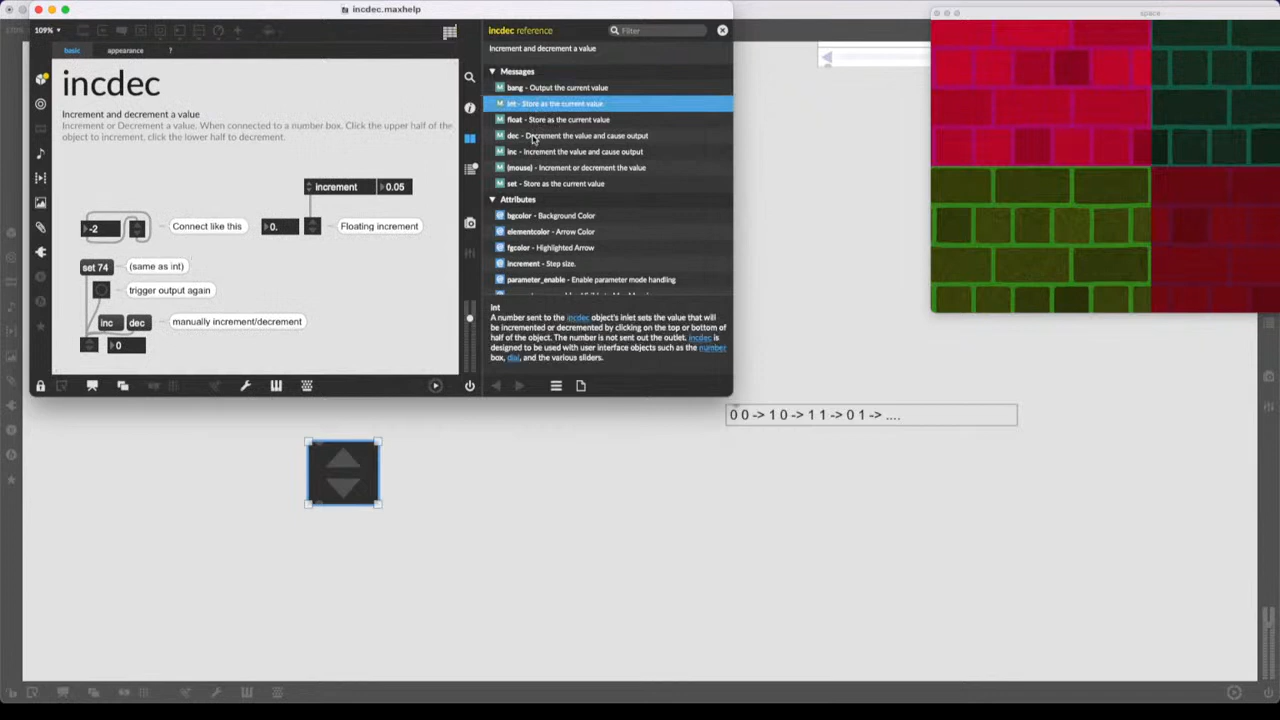 incdec.maxhelp
space
109%
basic
appearance
?
incdec
Increment and decrement a value
Increment or Decrement a value. When connected to a number box. Click the upper half of the
object to increment, click the lower half to decrement.
increment
0.05
-2
Connect like this
0.
Floating increment
set 74
(same as int)
trigger output again
inc
dec
manually increment/decrement
0
incdec reference
Filter
Increment and decrement a value
Messages
bang - Output the current value
int - Store as the current value
float - Store as the current value
dec - Decrement the value and cause output
inc - Increment the value and cause output
(mouse) - Increment or decrement the value
set - Store as the current value
Attributes
bgcolor - Background Color
elementcolor - Arrow Color
fgcolor - Highlighted Arrow
increment - Step size.
parameter_enable - Enable parameter mode handling
int
A number sent to the incdec object's inlet sets the value that will
be incremented or decremented by clicking on the top or bottom of
half of the object. The number is not sent out the outlet. incdec is
designed to be used with user interface objects such as the number
box, dial, and the various sliders.
0 0 -> 1 0 -> 1 1 -> 0 1 -> ....